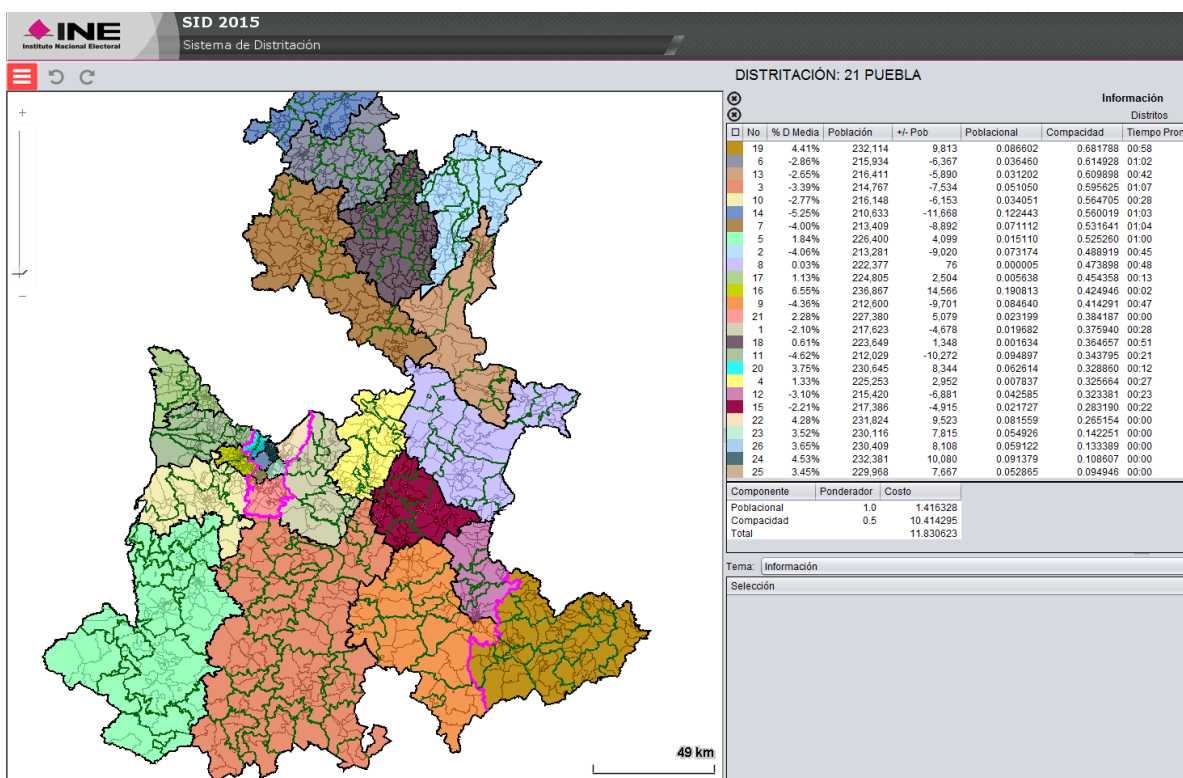 INE
Instituto Nacional Electoral
SID 2015
Sistema de Distritación
DISTRITACIÓN: 21 PUEBLA
Información
Distritos
No % D Media Población +/- Pob Poblacional Compacidad Tiempo Pron
19 4.41% 232,114 9,813 0.086602 0.681788 00:58
6 -2.86% 215,934 -6,367 0.036460 0.614928 01:02
13 -2.65% 216,411 -5,890 0.031202 0.609898 00:42
3 -3.39% 214,767 -7,534 0.051050 0.595625 01:07
10 -2.77% 216,148 -6,153 0.034051 0.564705 00:28
14 -5.25% 210,633 -11,668 0.122443 0.560019 01:03
7 -4.00% 213,409 -8,892 0.071112 0.531641 01:04
5 1.84% 226,400 4,099 0.015110 0.525260 01:00
2 -4.06% 213,281 -9,020 0.073174 0.488919 00:45
8 0.03% 222,377 76 0.000005 0.473898 00:48
17 1.13% 224,805 2,504 0.005638 0.454358 00:13
16 6.55% 236,867 14,566 0.190813 0.424946 00:02
9 -4.36% 212,600 -9,701 0.084640 0.414291 00:47
21 2.28% 227,380 5,079 0.023199 0.384187 00:00
1 -2.10% 217,623 -4,678 0.019682 0.375940 00:28
18 0.61% 223,649 1,348 0.001634 0.364657 00:51
11 -4.62% 212,029 -10,272 0.094897 0.343795 00:21
20 3.75% 230,645 8,344 0.062614 0.328860 00:12
4 1.33% 225,253 2,952 0.007837 0.325664 00:27
12 -3.10% 215,420 -6,881 0.042585 0.323381 00:23
15 -2.21% 217,386 -4,915 0.021727 0.283190 00:22
22 4.28% 231,824 9,523 0.081559 0.265154 00:00
23 3.52% 230,116 7,815 0.054926 0.142251 00:00
26 3.65% 230,409 8,108 0.059122 0.133389 00:00
24 4.53% 232,381 10,080 0.091379 0.108607 00:00
25 3.45% 229,968 7,667 0.052865 0.094946 00:00
Componente Ponderador Costo
Poblacional 1.0 1.416328
Compacidad 0.5 10.414295
Total 11.830623
Tema: Información
Selección
49 km